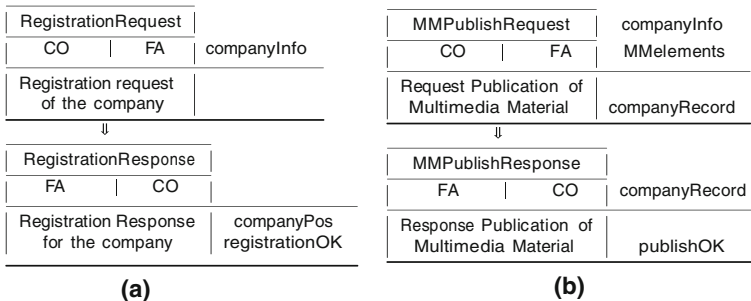 RegistrationRequest
CO | FA companyInfo
Registration request
of the company
⇓
RegistrationResponse
FA | CO
Registration Response companyPos
for the company registrationOK
(a)
MMPublishRequest companyInfo
CO | FA MMelements
Request Publication of
Multimedia Material companyRecord
⇓
MMPublishResponse
FA | CO companyRecord
Response Publication of
Multimedia Material publishOK
(b)